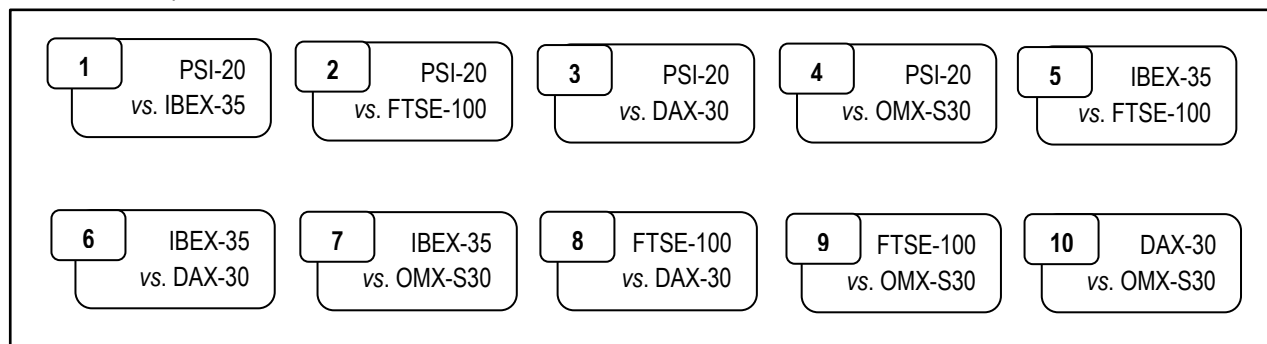 1
PSI-20
vs. IBEX-35
2
PSI-20
vs. FTSE-100
3
PSI-20
vs. DAX-30
4
PSI-20
vs. OMX-S30
5
IBEX-35
vs. FTSE-100
6
IBEX-35
vs. DAX-30
7
IBEX-35
vs. OMX-S30
8
FTSE-100
vs. DAX-30
9
FTSE-100
vs. OMX-S30
10
DAX-30
vs. OMX-S30